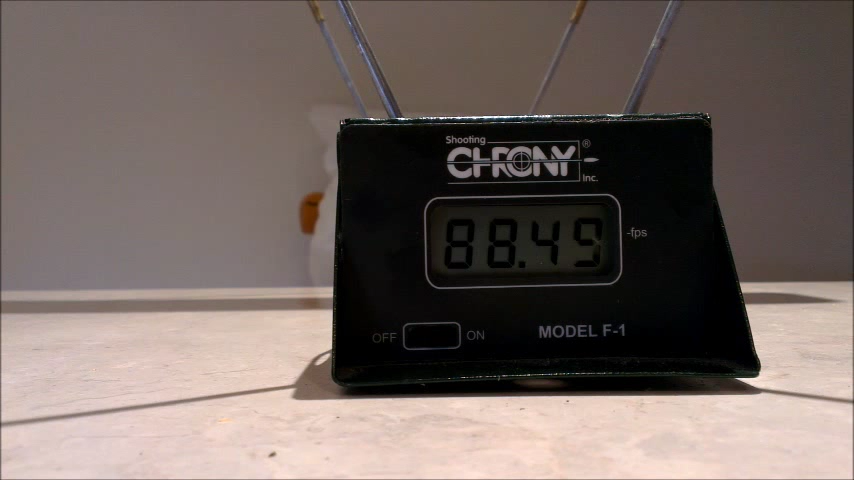 Shooting
CHRONY®
Inc.
88.49 -fps
OFF ON MODEL F-1